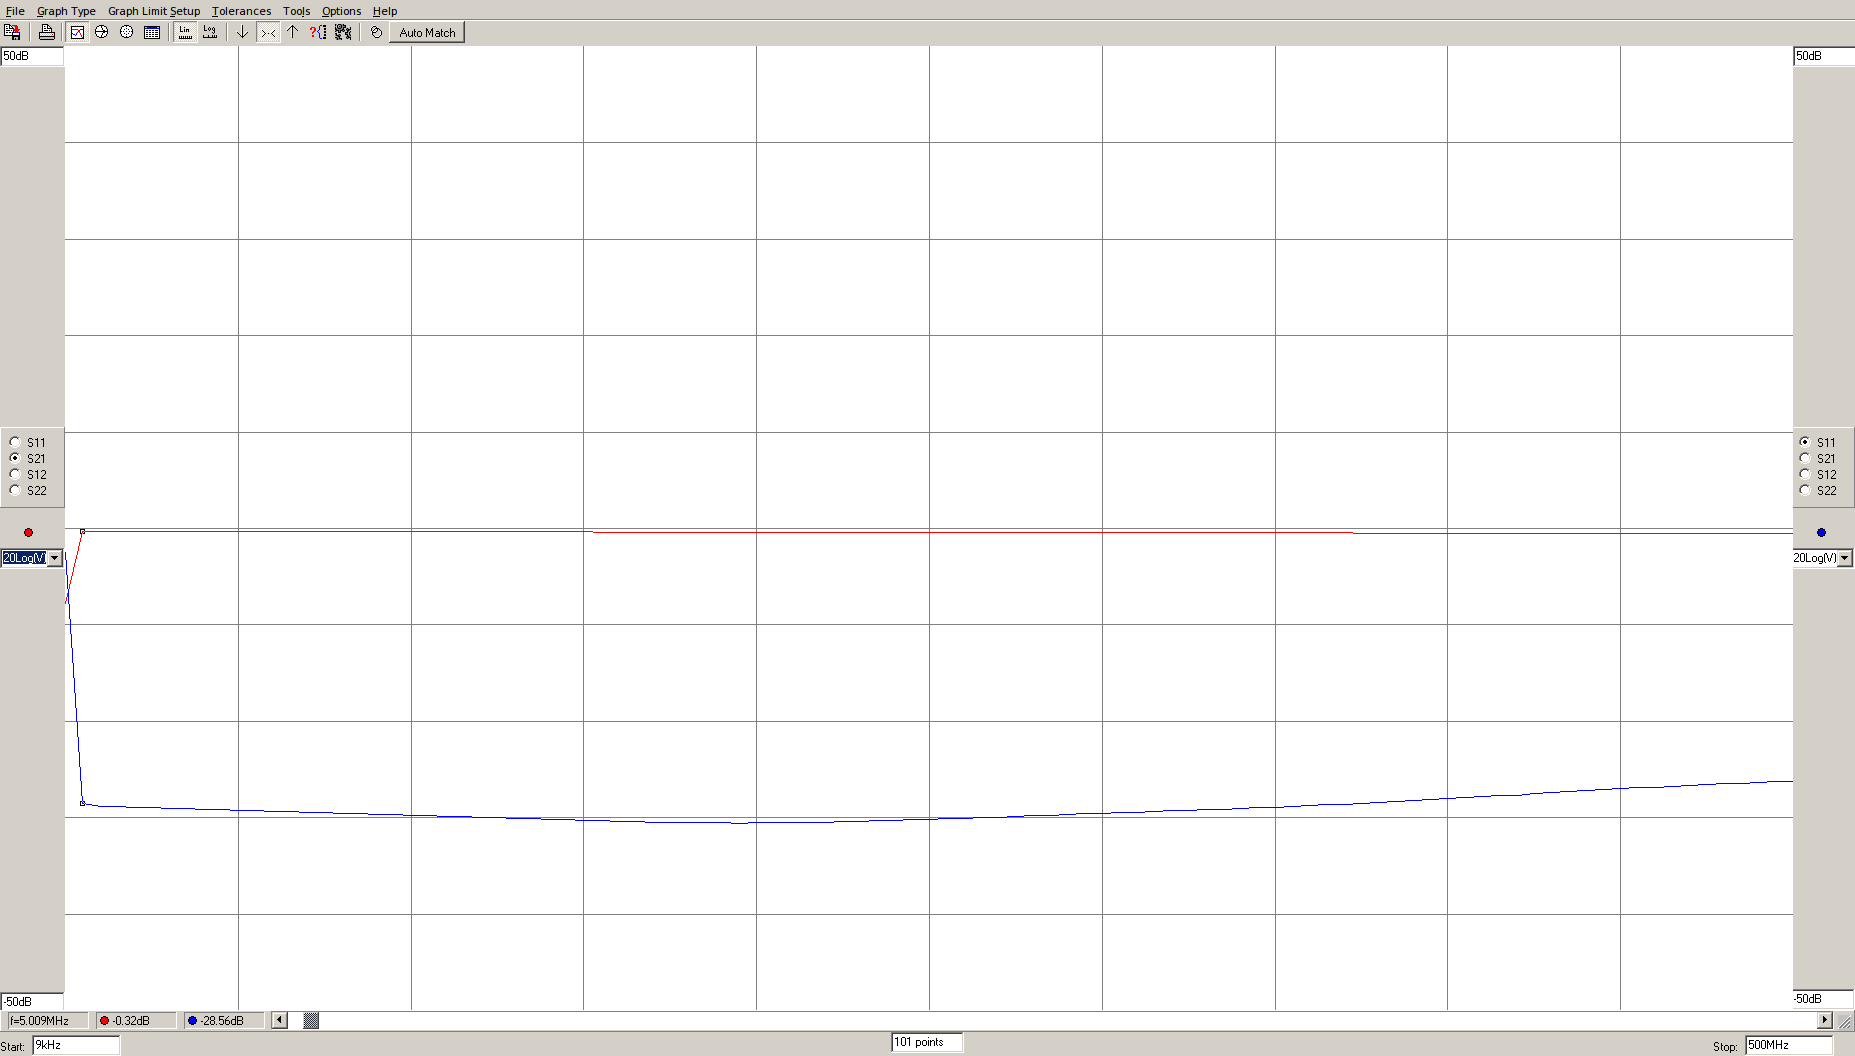 File Graph Type Graph Limit Setup Tolerances Tools Options Help
Lin Log ?{} Auto Match
50dB 50dB
S11 S11
S21 S21
S12 S12
S22 S22
20Log(V) 20Log(V)
-50dB -50dB
f=5.009MHz -0.32dB -28.56dB
Start: 9kHz 101 points Stop: 500MHz